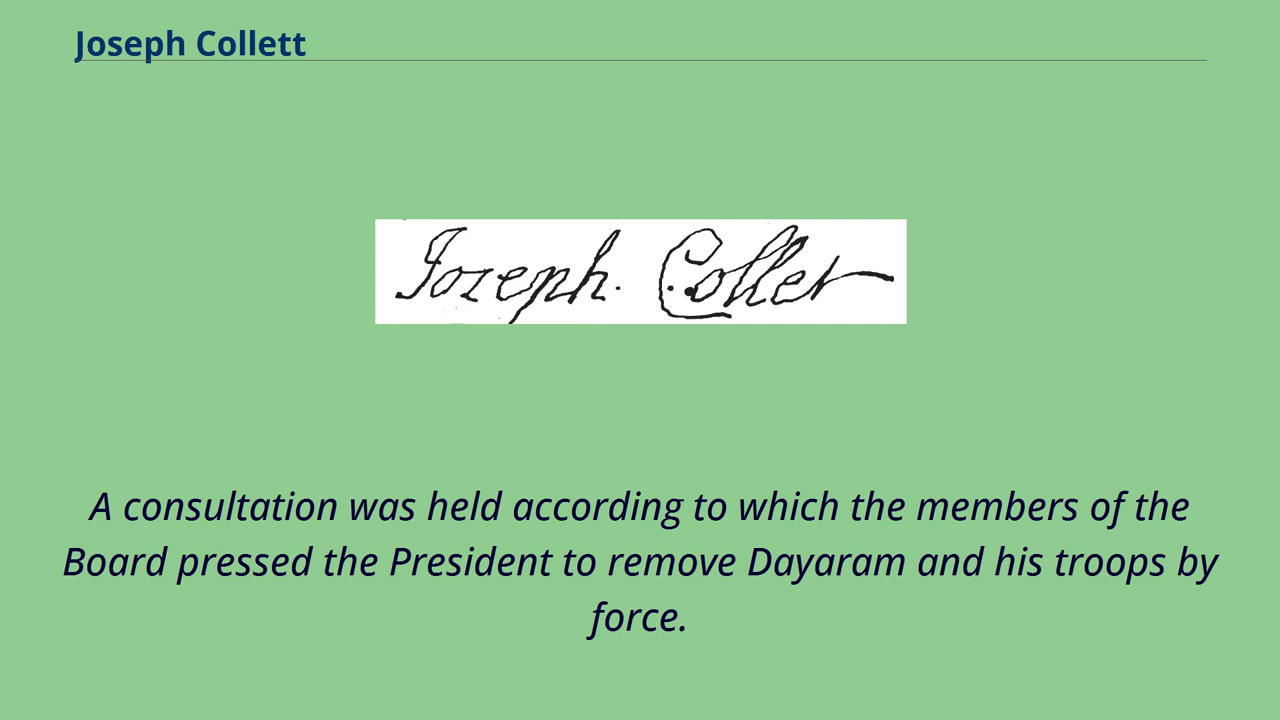 Joseph Collett
Joseph. Collet
A consultation was held according to which the members of the
Board pressed the President to remove Dayaram and his troops by
force.